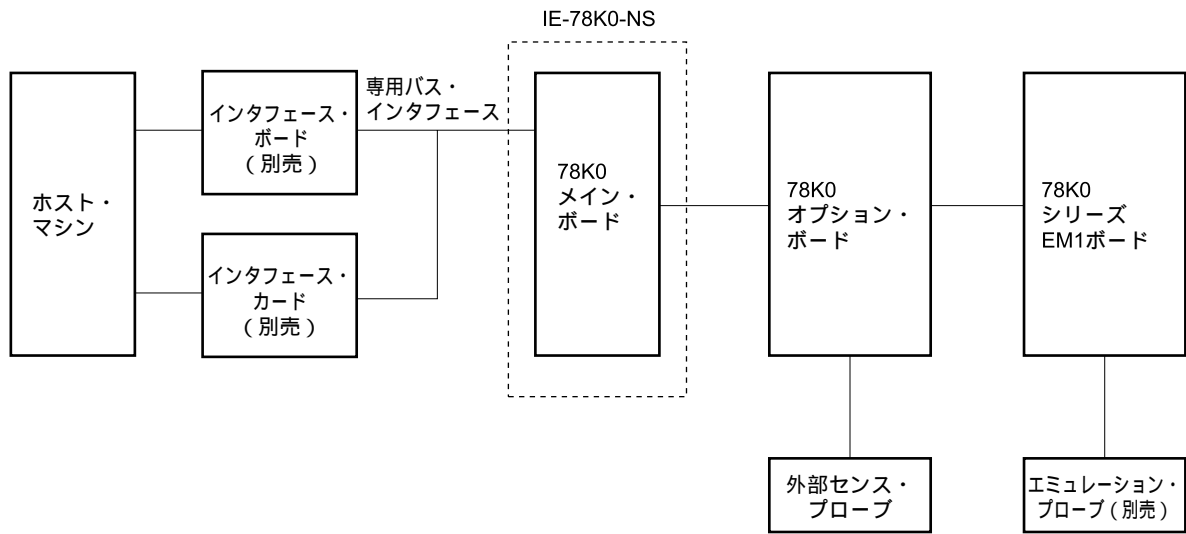 IE-78K0-NS
ホスト・
マシン
インタフェース・
ボード
（別売）
インタフェース・
カード
（別売）
専用バス・
インタフェース
78K0
メイン・
ボード
78K0
オプション・
ボード
78K0
シリーズ
EM1ボード
外部センス・
プローブ
エミュレーション・
プローブ（別売）